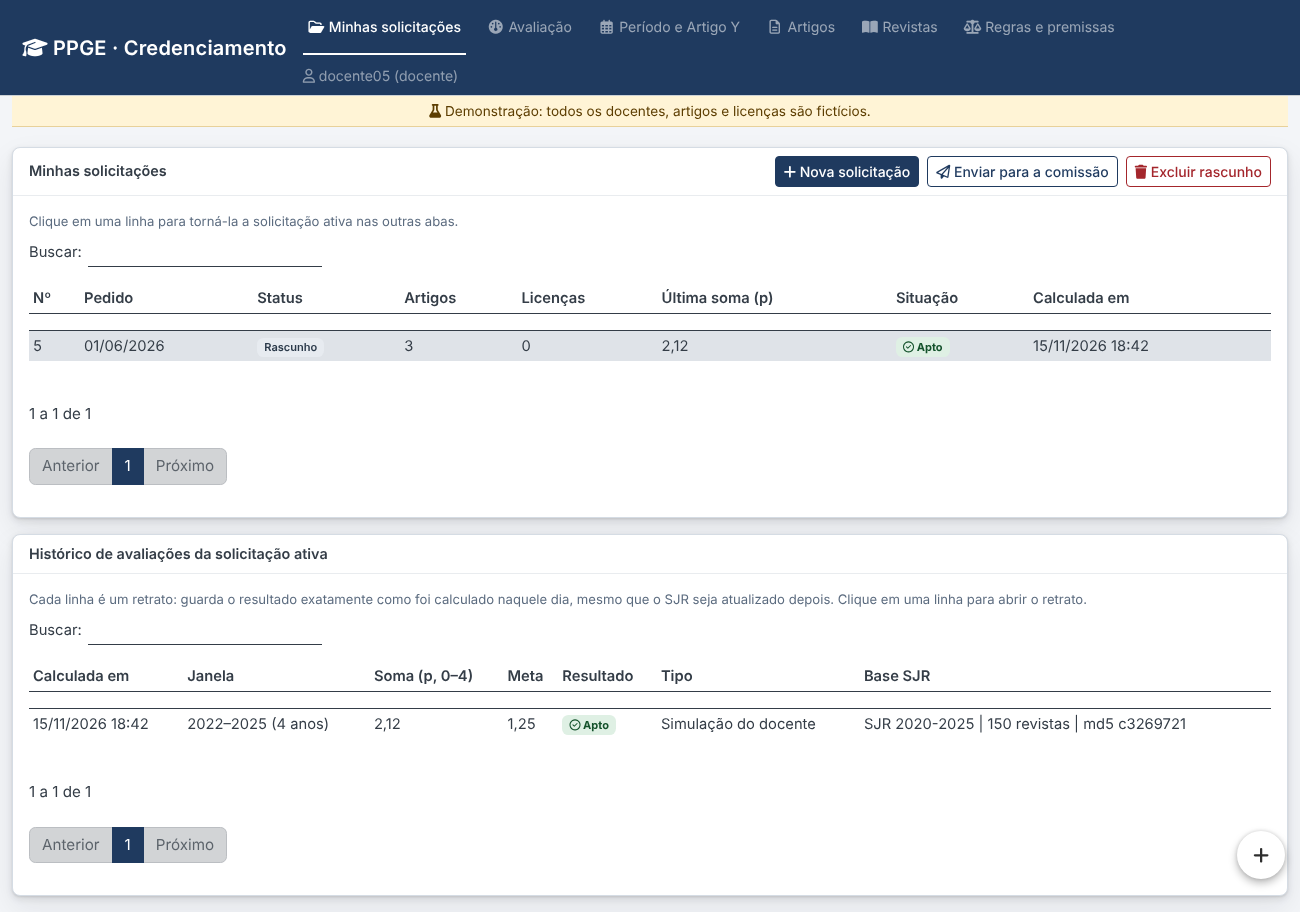 PPGE · Credenciamento
Minhas solicitações
Avaliação
Período e Artigo Y
Artigos
Revistas
Regras e premissas
docente05 (docente)
Demonstração: todos os docentes, artigos e licenças são fictícios.
Minhas solicitações
+ Nova solicitação
Enviar para a comissão
Excluir rascunho
Clique em uma linha para torná-la a solicitação ativa nas outras abas.
Buscar:
Nº Pedido Status Artigos Licenças Última soma (p) Situação Calculada em
5 01/06/2026 Rascunho 3 0 2,12 Apto 15/11/2026 18:42
1 a 1 de 1
Anterior 1 Próximo
Histórico de avaliações da solicitação ativa
Cada linha é um retrato: guarda o resultado exatamente como foi calculado naquele dia, mesmo que o SJR seja atualizado depois. Clique em uma linha para abrir o retrato.
Buscar:
Calculada em Janela Soma (p, 0–4) Meta Resultado Tipo Base SJR
15/11/2026 18:42 2022–2025 (4 anos) 2,12 1,25 Apto Simulação do docente SJR 2020-2025 | 150 revistas | md5 c3269721
1 a 1 de 1
Anterior 1 Próximo
+